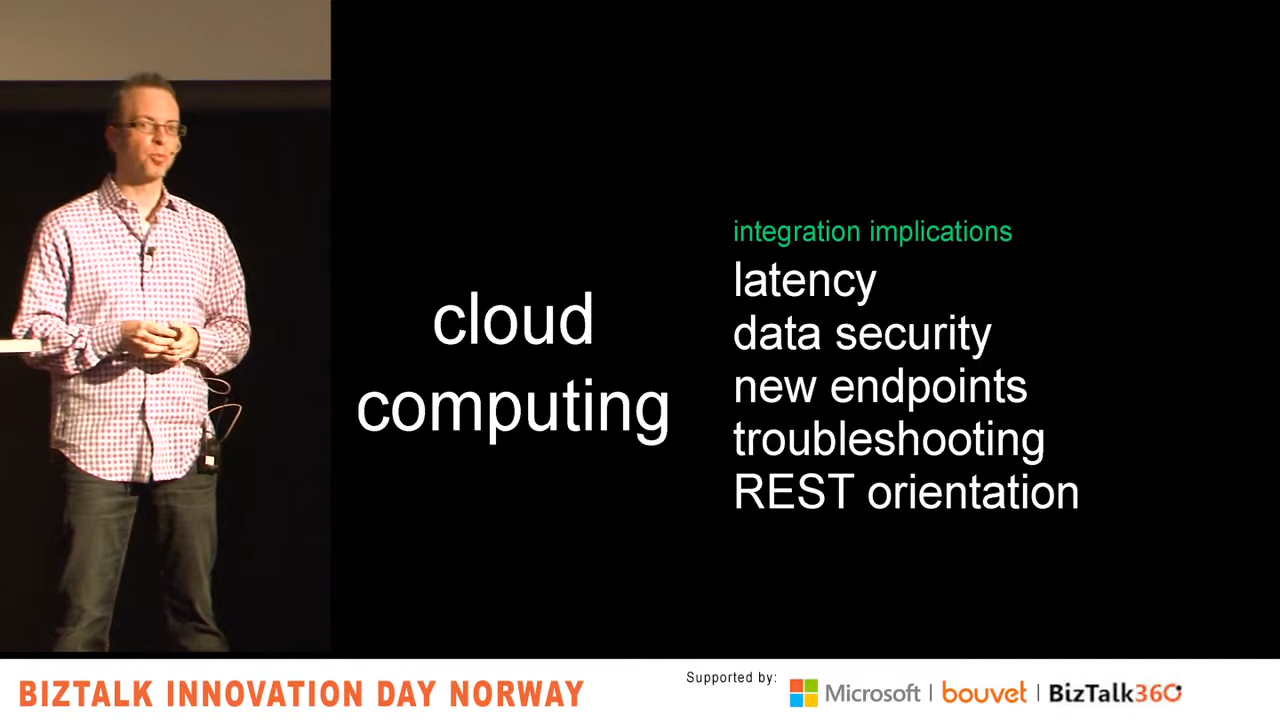 cloud
computing
integration implications
latency
data security
new endpoints
troubleshooting
REST orientation
BIZTALK INNOVATION DAY NORWAY
Supported by:
Microsoft | bouvet | BizTalk360